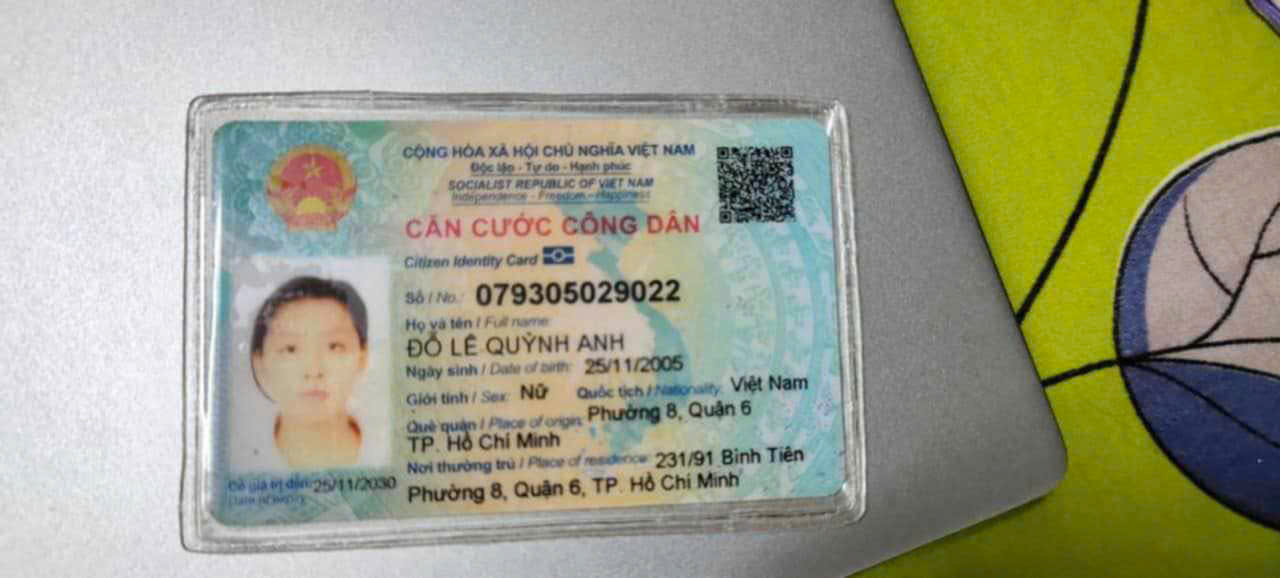 CỘNG HÒA XÃ HỘI CHỦ NGHĨA VIỆT NAM
Độc lập - Tự do - Hạnh phúc
SOCIALIST REPUBLIC OF VIET NAM
Independence - Freedom - Happiness
CĂN CƯỚC CÔNG DÂN
Citizen Identity Card
Số / No.: 079305029022
Họ và tên / Full name:
ĐỖ LÊ QUỲNH ANH
Ngày sinh / Date of birth: 25/11/2005
Giới tính / Sex: Nữ Quốc tịch / Nationality: Việt Nam
Quê quán / Place of origin: Phường 8, Quận 6
TP. Hồ Chí Minh
Nơi thường trú / Place of residence: 231/91 Bình Tiên
Phường 8, Quận 6, TP. Hồ Chí Minh
Có giá trị đến: 25/11/2030
Date of expiry